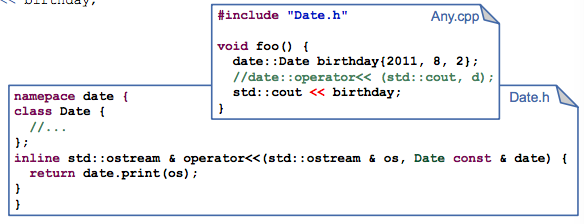 << birthday;
#include "Date.h"
Any.cpp
void foo() {
date::Date birthday{2011, 8, 2};
//date::operator<< (std::cout, d);
std::cout << birthday;
}
Date.h
namepace date {
class Date {
//...
};
inline std::ostream & operator<<(std::ostream & os, Date const & date) {
return date.print(os);
}
}